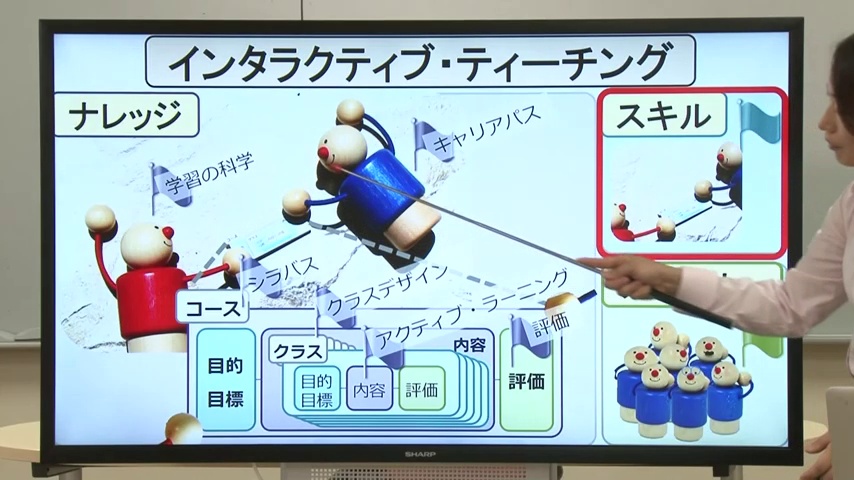 インタラクティブ・ティーチング
ナレッジ
スキル
キャリアパス
学習の科学
シラバス
クラスデザイン
アクティブ・ラーニング
評価
コース
クラス
内容
目的
目標
目的
目標
内容
評価
評価
SHARP